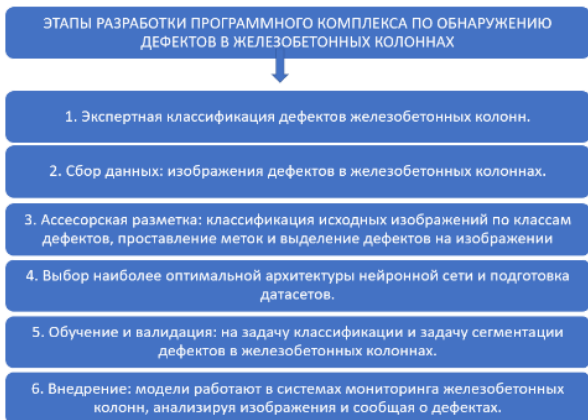 ЭТАПЫ РАЗРАБОТКИ ПРОГРАММНОГО КОМПЛЕКСА ПО ОБНАРУЖЕНИЮ
ДЕФЕКТОВ В ЖЕЛЕЗОБЕТОННЫХ КОЛОННАХ
1. Экспертная классификация дефектов железобетонных колонн.
2. Сбор данных: изображения дефектов в железобетонных колоннах.
3. Ассесорская разметка: классификация исходных изображений по классам
дефектов, проставление меток и выделение дефектов на изображении
4. Выбор наиболее оптимальной архитектуры нейронной сети и подготовка
датасетов.
5. Обучение и валидация: на задачу классификации и задачу сегментации
дефектов в железобетонных колоннах.
6. Внедрение: модели работают в системах мониторинга железобетонных
колонн, анализируя изображения и сообщая о дефектах.